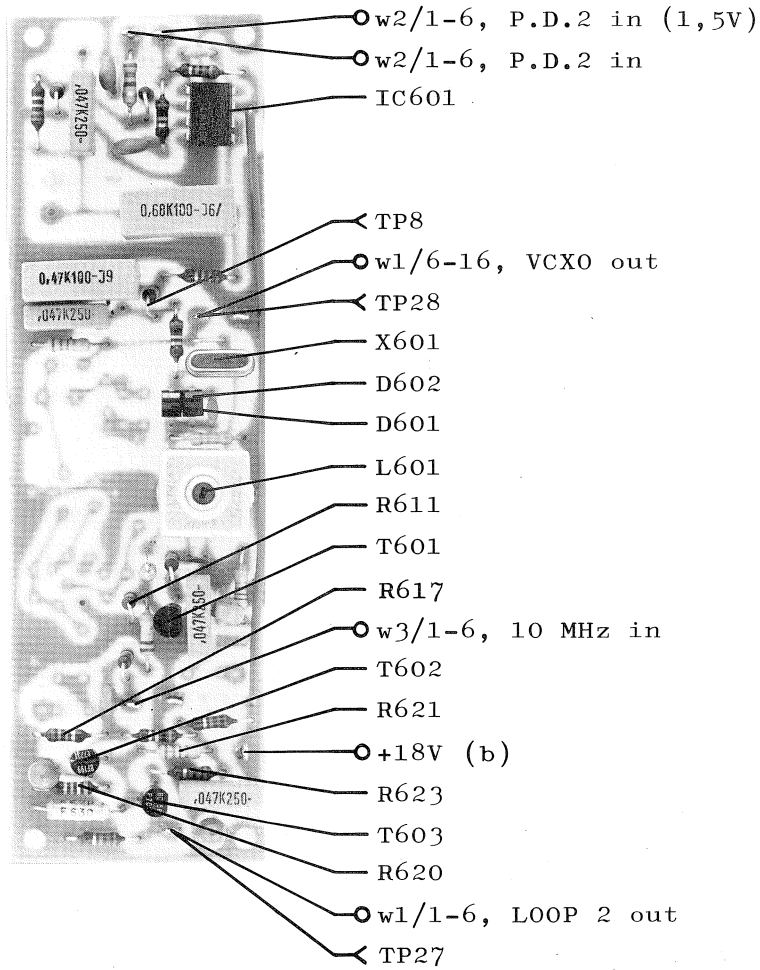 w2/1-6, P.D.2 in (1,5V)
w2/1-6, P.D.2 in
IC601
TP8
w1/6-16, VCXO out
TP28
X601
D602
D601
L601
R611
T601
R617
w3/1-6, 10 MHz in
T602
R621
+18V (b)
R623
T603
R620
w1/1-6, LOOP 2 out
TP27
,047K250-
0,68K100-J6/
0,47K100-J9
,047K250
,047K250-
,047K250-